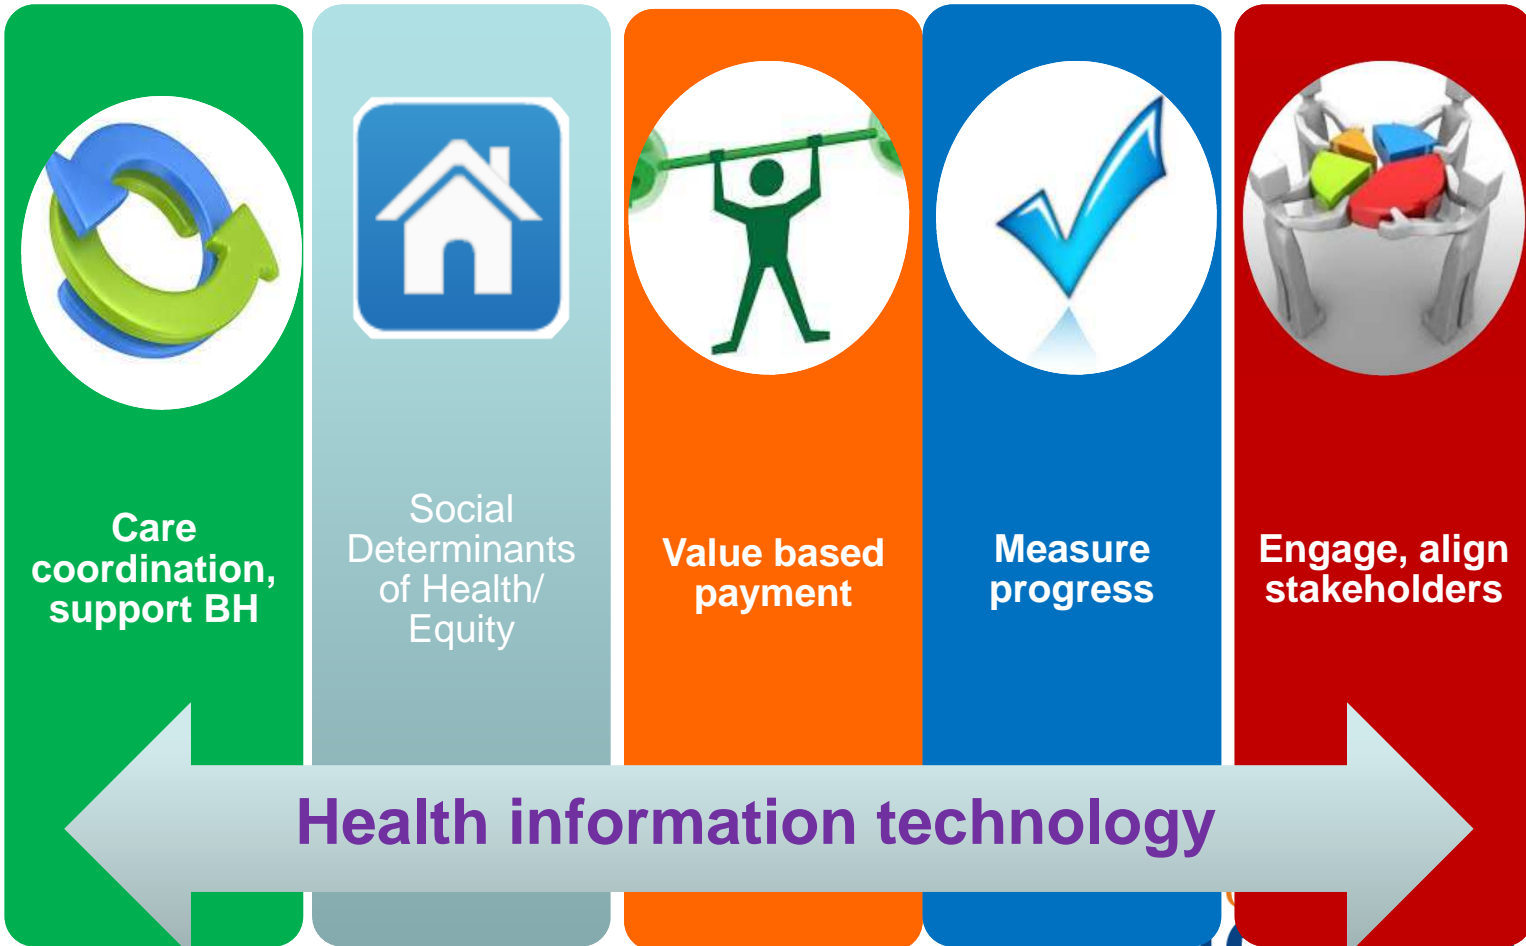 Care
coordination,
support BH
Social
Determinants
of Health/
Equity
Value based
payment
Measure
progress
Engage, align
stakeholders
Health information technology